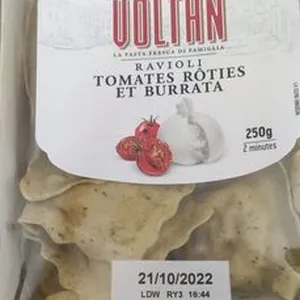 VOLTAN
LA PASTA FRESCA DI FAMIGLIA
RAVIOLI
TOMATES RÔTIES
ET BURRATA
250g
2 minutes
21/10/2022
LDW RY3 16:44